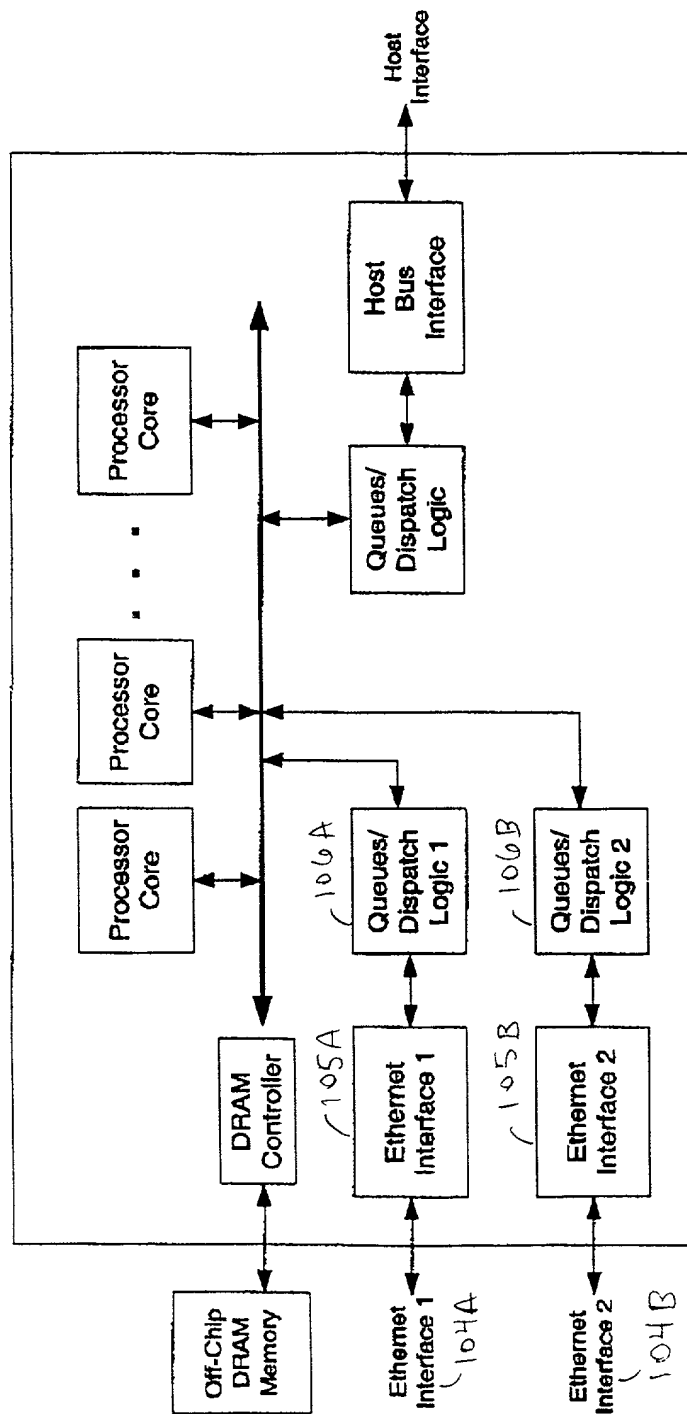 Off-Chip
DRAM
Memory
DRAM
Controller
Processor
Core
Processor
Core
. . .
Processor
Core
Ethernet
Interface 1
104A
105A
Ethernet
Interface 1
106A
Queues/
Dispatch
Logic 1
Queues/
Dispatch
Logic
Host
Bus
Interface
Host
Interface
Ethernet
Interface 2
104B
105B
Ethernet
Interface 2
106B
Queues/
Dispatch
Logic 2